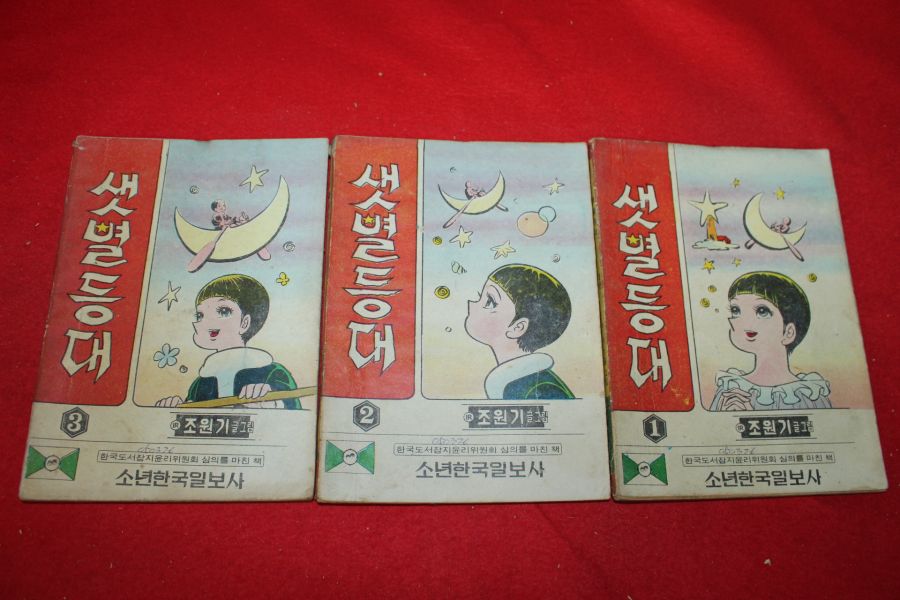 샛별등대
3
조원기 글그림
한국도서잡지윤리위원회 심의를 마친 책
소년한국일보사
샛별등대
2
조원기 글그림
한국도서잡지윤리위원회 심의를 마친 책
소년한국일보사
샛별등대
1
조원기 글그림
한국도서잡지윤리위원회 심의를 마친 책
소년한국일보사